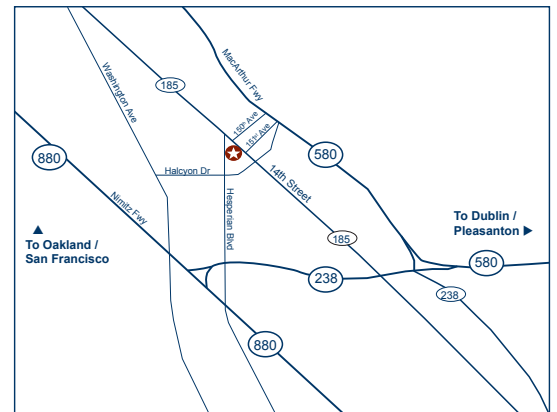 MacArthur Fwy
Washington Ave
185
150th Ave
151st Ave
880
580
Halcyon Dr
14th Street
Nimitz Fwy
Hesperian Blvd
To Dublin /
Pleasanton
185
To Oakland /
San Francisco
580
238
238
880